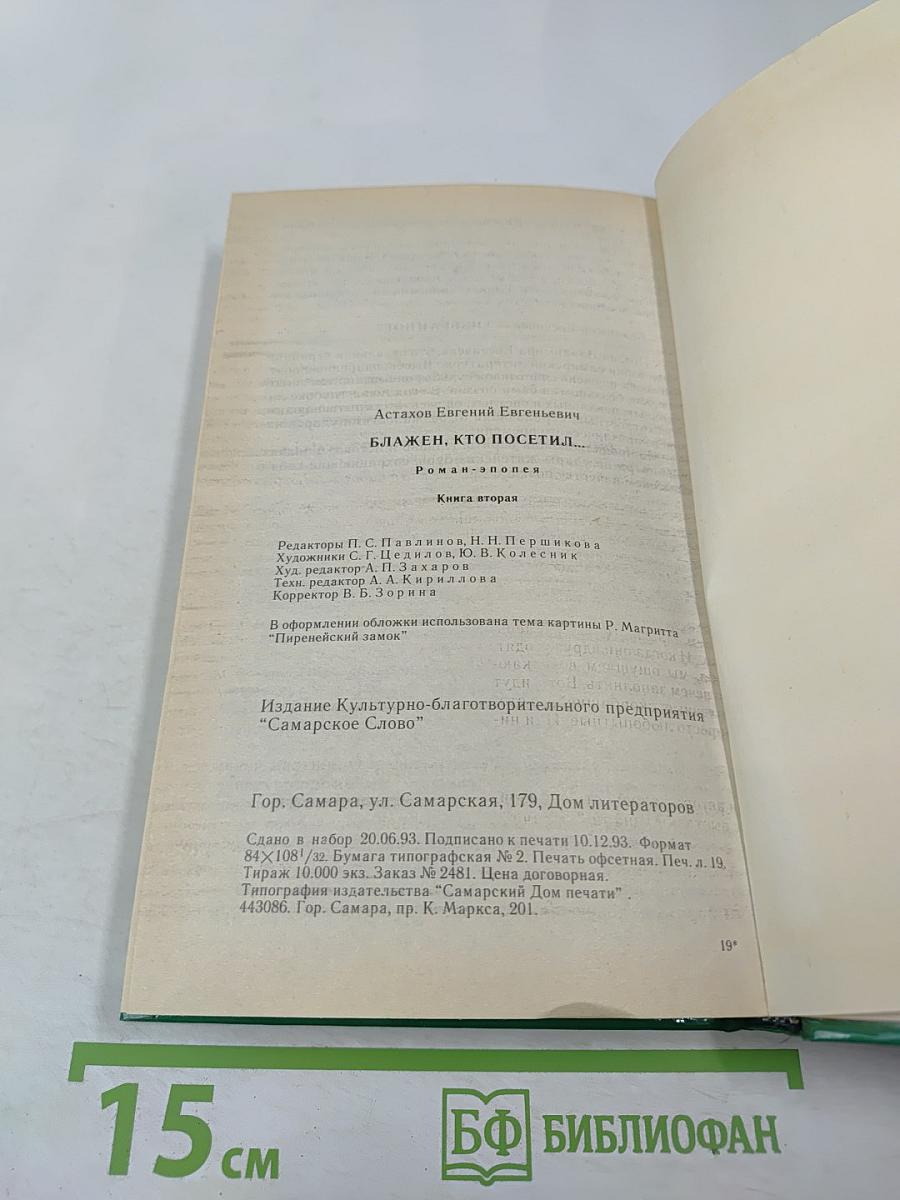 Астахов Евгений Евгеньевич
БЛАЖЕН, КТО ПОСЕТИЛ...
Роман-эпопея
Книга вторая
Редакторы П. С. Павлинов, Н. Н. Першикова
Художники С. Г. Цедилов, Ю. В. Колесник
Худ. редактор А. П. Захаров
Техн. редактор А. А. Кириллова
Корректор В. Б. Зорина
В оформлении обложки использована тема картины Р. Магритта
“Пиренейский замок”
Издание Культурно-благотворительного предприятия
“Самарское Слово”
Гор. Самара, ул. Самарская, 179, Дом литераторов
Сдано в набор 20.06.93. Подписано к печати 10.12.93. Формат
84×108¹/32. Бумага типографская № 2. Печать офсетная. Печ. л. 19.
Тираж 10.000 экз. Заказ № 2481. Цена договорная.
Типография издательства “Самарский Дом печати” .
443086. Гор. Самара, пр. К. Маркса, 201.
19*
15 см
БФ БИБЛИОФАН